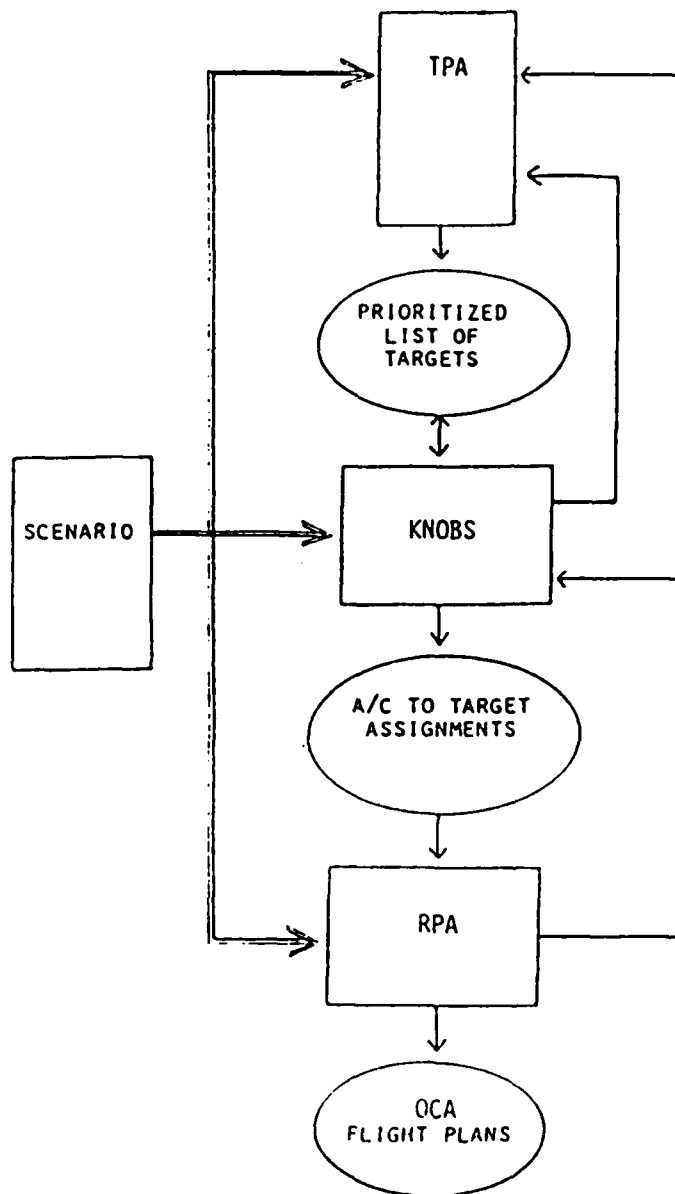 TPA
PRIORITIZED
LIST OF
TARGETS
SCENARIO
KNOBS
A/C TO TARGET
ASSIGNMENTS
RPA
OCA
FLIGHT PLANS